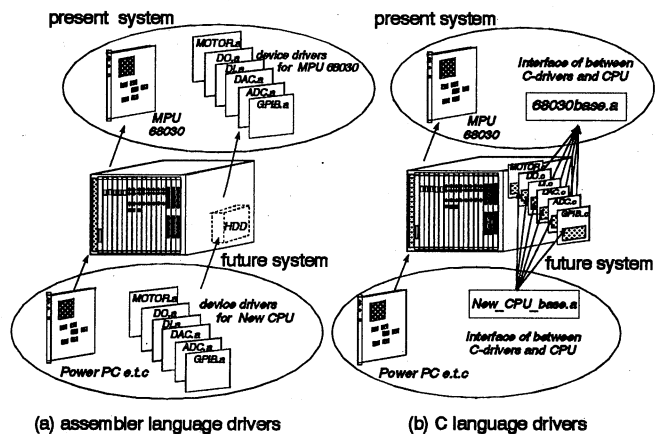 present system
MOTOR.a
DO.a
DI.a
DAC.a
ADC.a
GPIB.a
device drivers
for MPU 68030
MPU
68030
HDD
future system
MOTOR.a
DO.a
DI.a
DAC.a
ADC.a
GPIB.a
device drivers
for New CPU
Power PC e.t.c
(a) assembler language drivers
present system
Interface of between
C-drivers and CPU
68030base.a
MPU
68030
MOTOR.c
DO.c
DI.c
DAC.c
ADC.c
GPIB.c
future system
New_CPU_base.a
Interface of between
C-drivers and CPU
Power PC e.t.c
(b) C language drivers